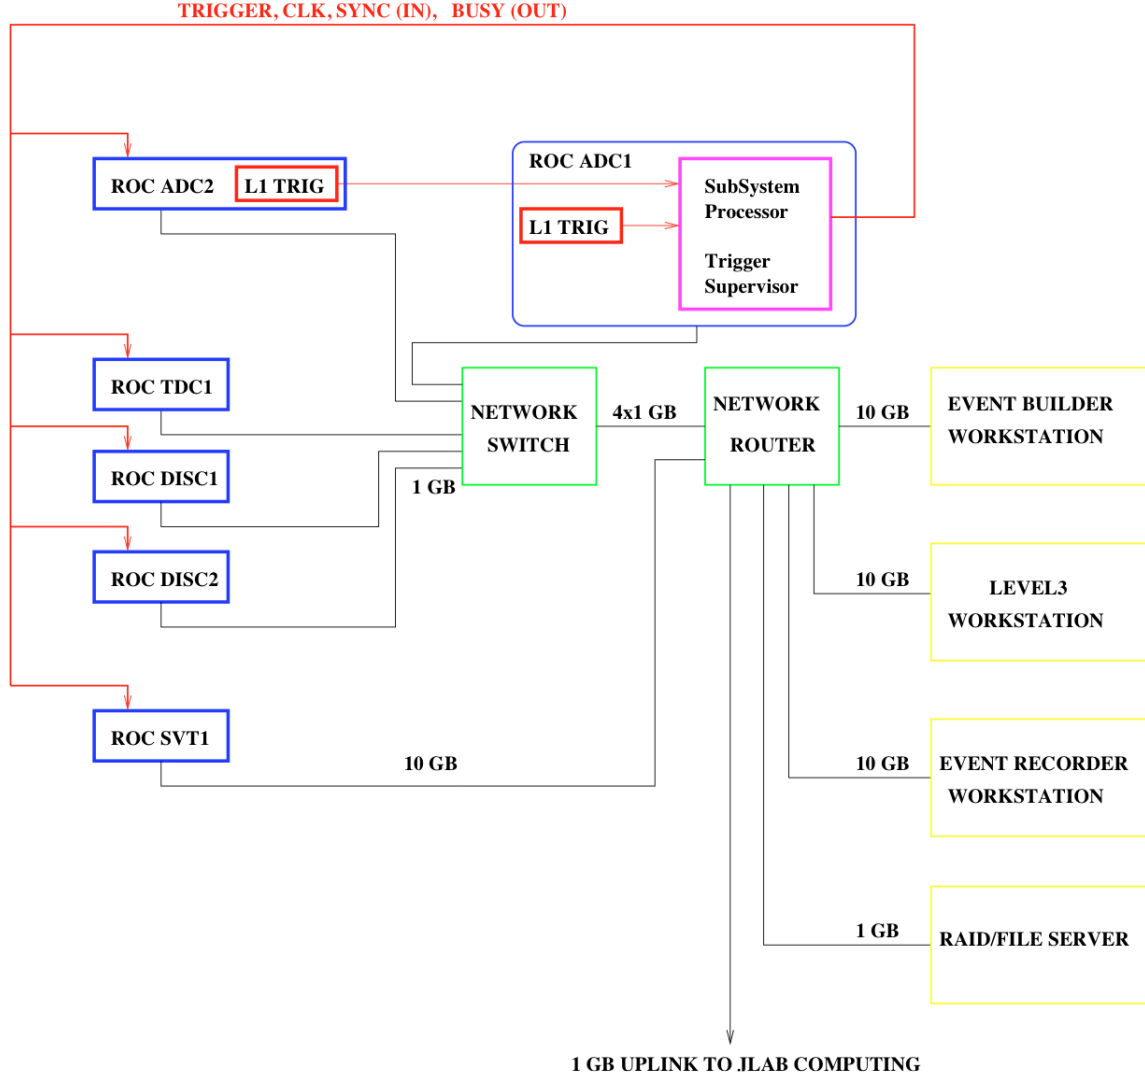 TRIGGER, CLK, SYNC (IN), BUSY (OUT)
ROC ADC2
L1 TRIG
ROC ADC1
L1 TRIG
SubSystem
Processor
Trigger
Supervisor
ROC TDC1
ROC DISC1
ROC DISC2
ROC SVT1
NETWORK
SWITCH
1 GB
4x1 GB
NETWORK
ROUTER
10 GB
EVENT BUILDER
WORKSTATION
10 GB
LEVEL3
WORKSTATION
10 GB
10 GB
EVENT RECORDER
WORKSTATION
1 GB
RAID/FILE SERVER
1 GB UPLINK TO JLAB COMPUTING